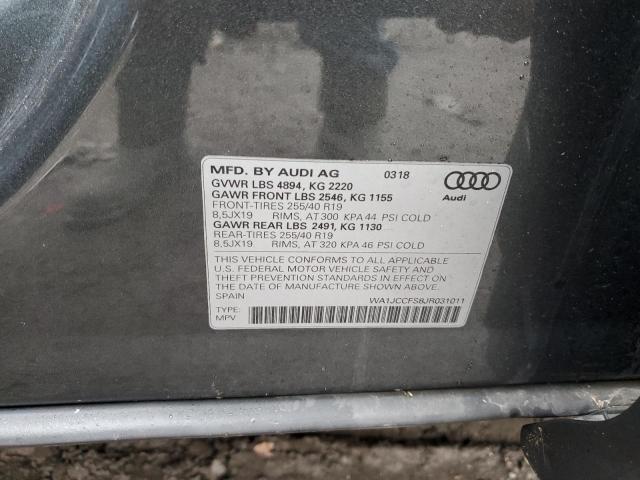 MFD. BY AUDI AG 0318
GVWR LBS 4894, KG 2220
GAWR FRONT LBS 2546, KG 1155
FRONT-TIRES 255/40 R19
8,5JX19 RIMS, AT 300 KPA 44 PSI COLD
GAWR REAR LBS 2491, KG 1130
REAR-TIRES 255/40 R19
8,5JX19 RIMS, AT 320 KPA 46 PSI COLD
Audi
THIS VEHICLE CONFORMS TO ALL APPLICABLE
U.S. FEDERAL MOTOR VEHICLE SAFETY AND
THEFT PREVENTION STANDARDS IN EFFECT ON
THE DATE OF MANUFACTURE SHOWN ABOVE.
SPAIN
WA1JCCFS8JR031011
TYPE:
MPV